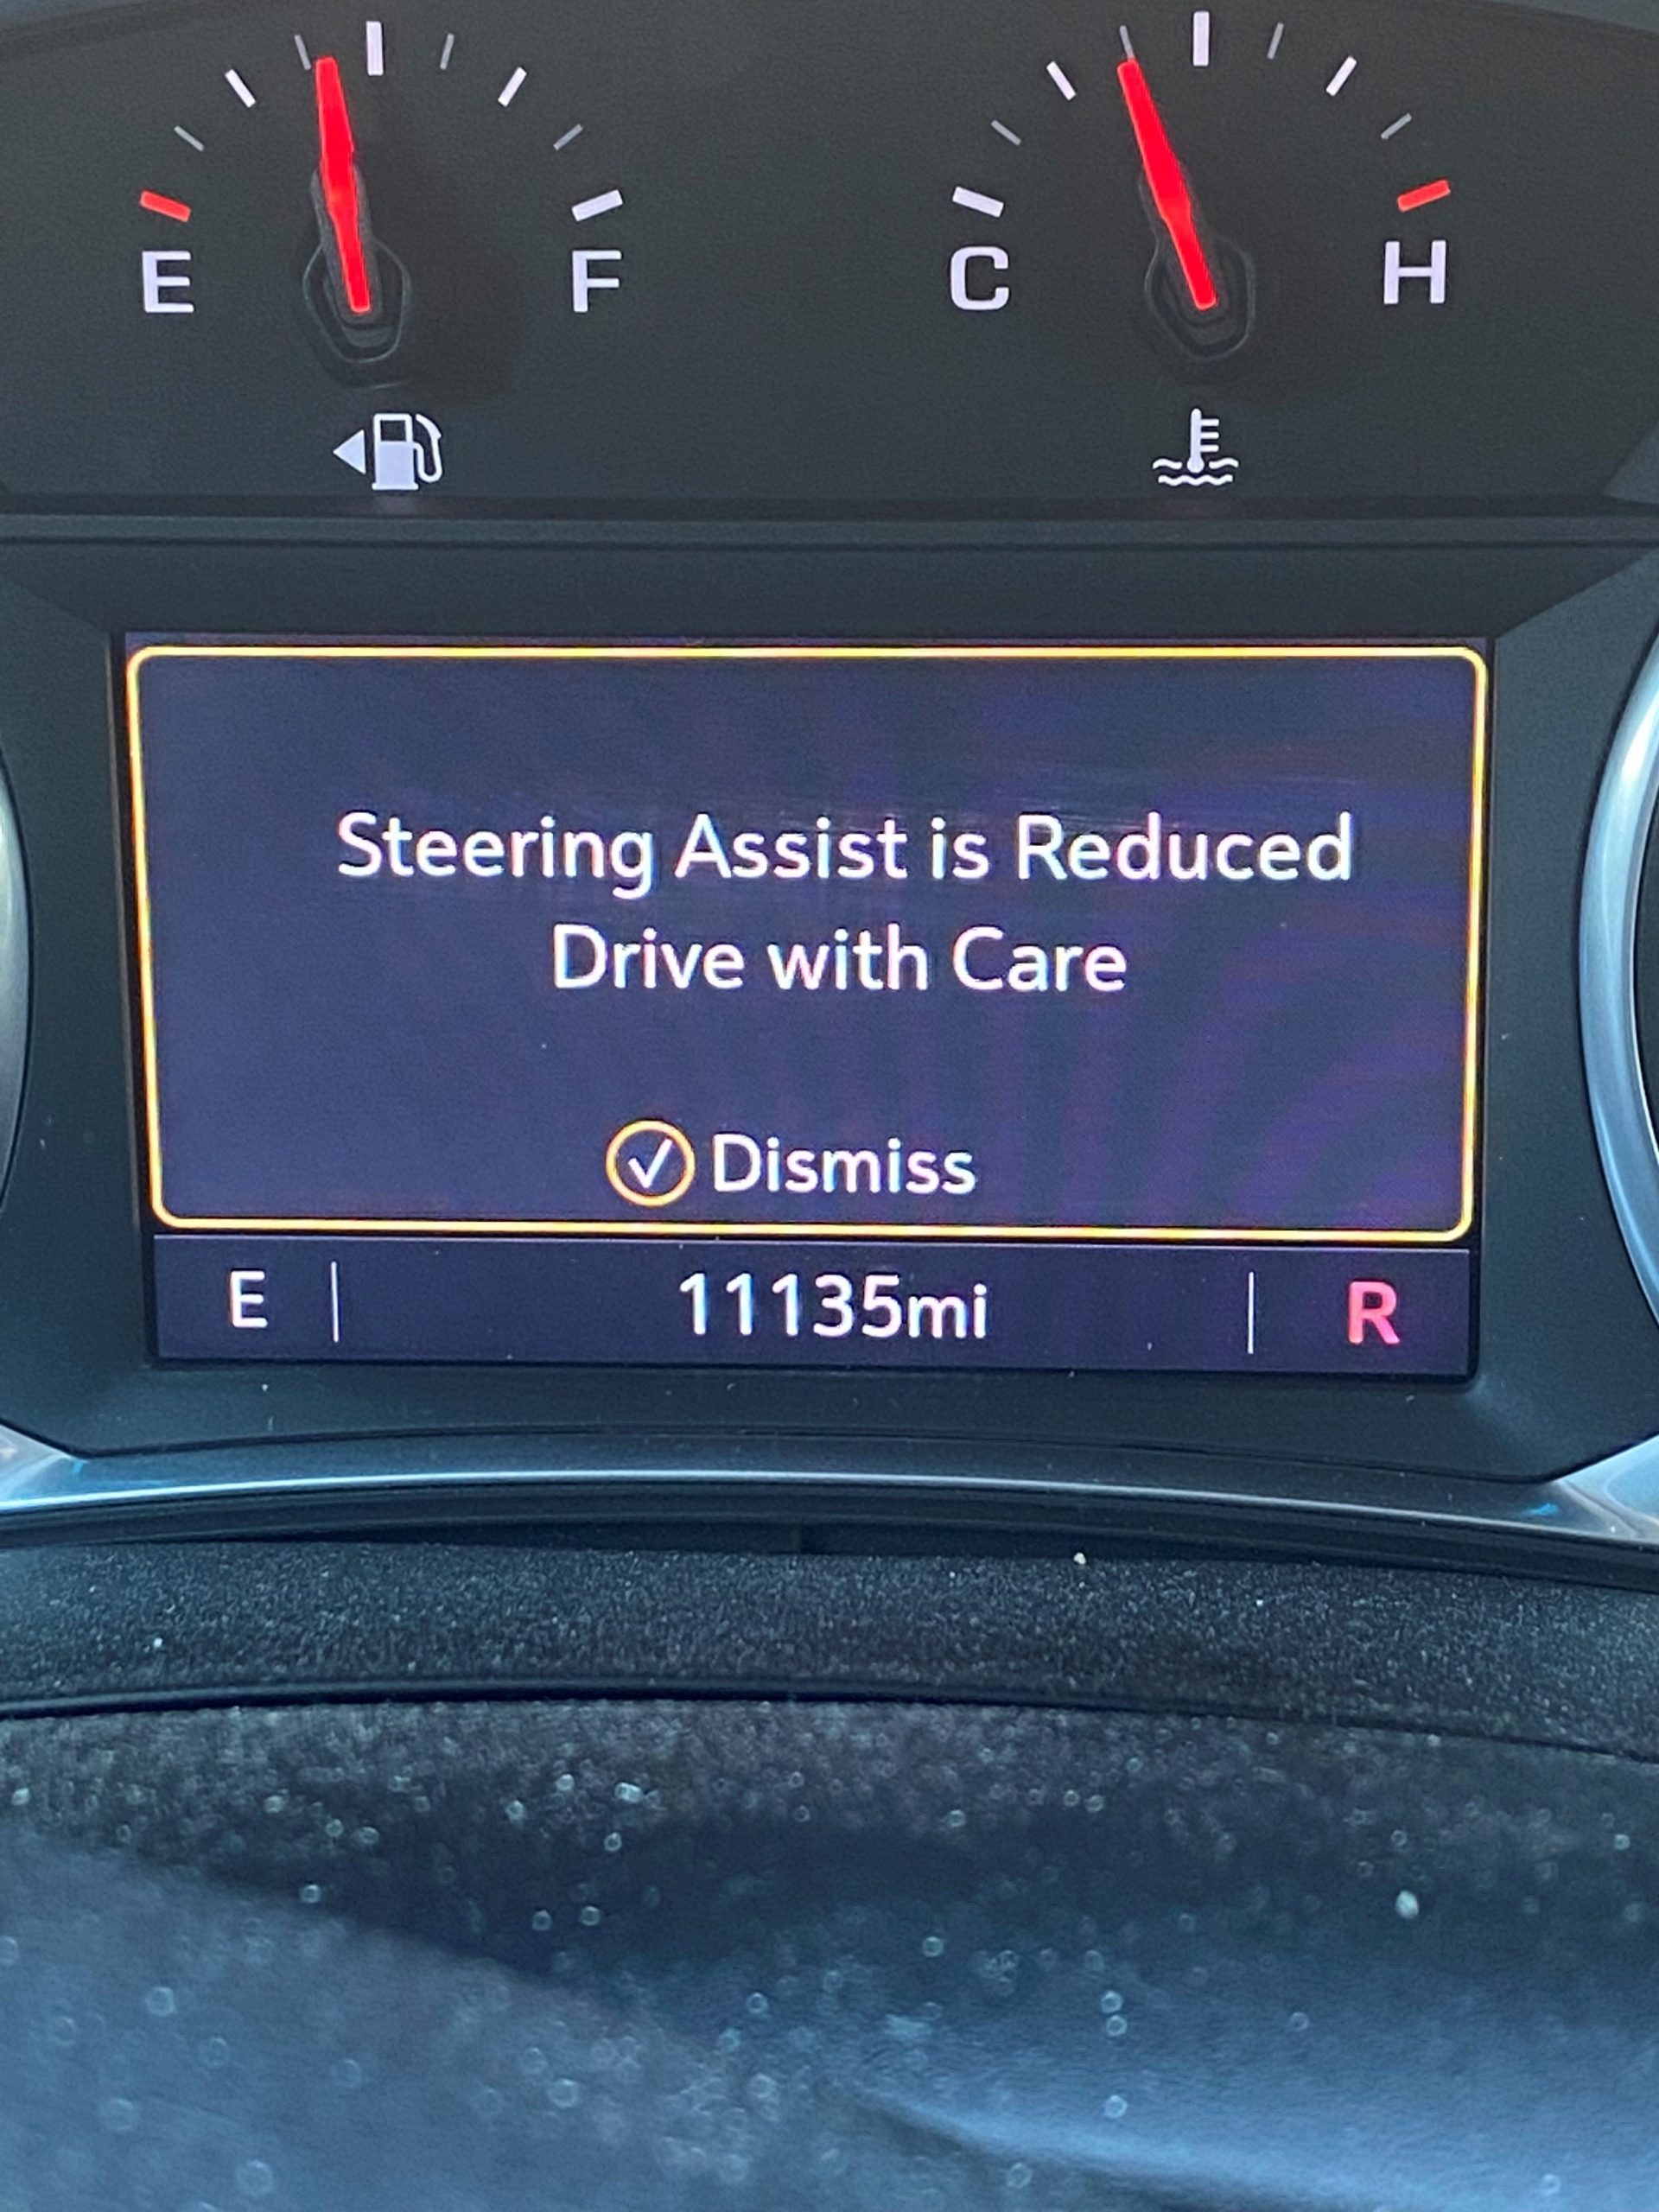 E F C H
Steering Assist is Reduced
Drive with Care
Dismiss
E 11135mi R